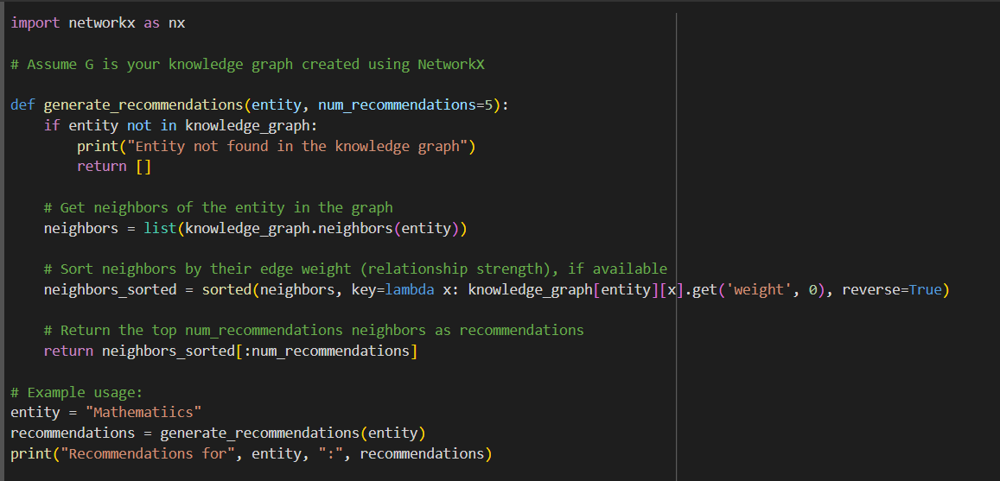 import networkx as nx
# Assume G is your knowledge graph created using NetworkX
def generate_recommendations(entity, num_recommendations=5):
    if entity not in knowledge_graph:
        print("Entity not found in the knowledge graph")
        return []
    # Get neighbors of the entity in the graph
    neighbors = list(knowledge_graph.neighbors(entity))
    # Sort neighbors by their edge weight (relationship strength), if available
    neighbors_sorted = sorted(neighbors, key=lambda x: knowledge_graph[entity][x].get('weight', 0), reverse=True)
    # Return the top num_recommendations neighbors as recommendations
    return neighbors_sorted[:num_recommendations]
# Example usage:
entity = "Mathematiics"
recommendations = generate_recommendations(entity)
print("Recommendations for", entity, ":", recommendations)